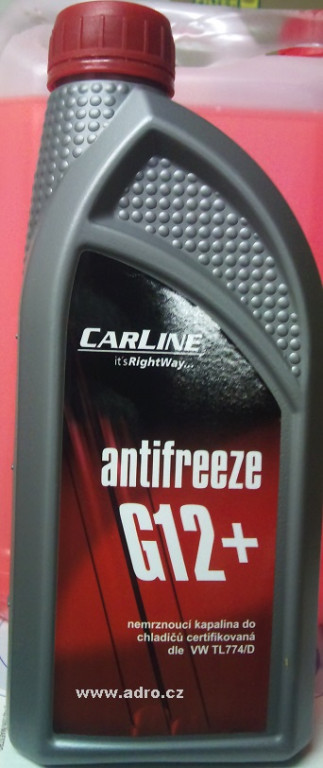 CARLINE
it'sRightWay...
antifreeze
G12+
nemrznoucí kapalina do
chladičů certifikovaná
dle VW TL774/D
www.adro.cz